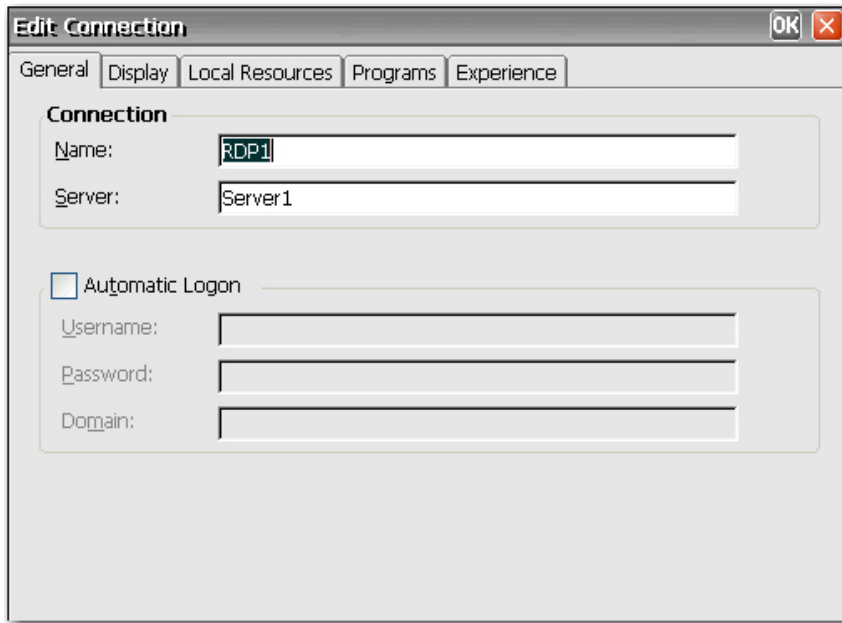 Edit Connection OK
General Display Local Resources Programs Experience
Connection
Name: RDP1
Server: Server1
Automatic Logon
Username:
Password:
Domain: